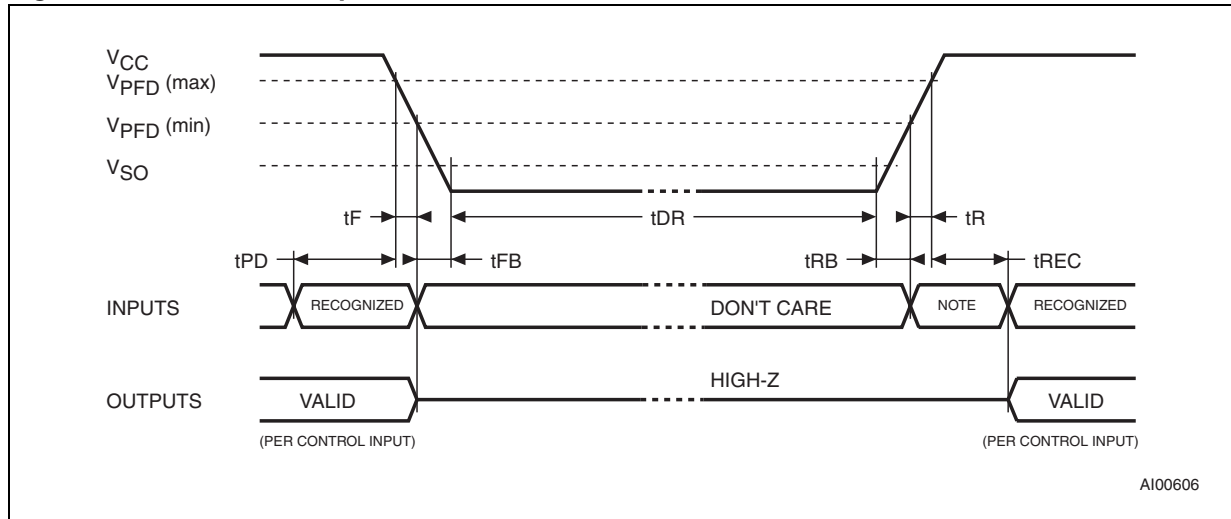 VCC
VPFD (max)
VPFD (min)
VSO
tF
tDR
tR
tPD
tFB
tRB
tREC
INPUTS
RECOGNIZED
DON'T CARE
NOTE
RECOGNIZED
HIGH-Z
OUTPUTS
VALID
VALID
(PER CONTROL INPUT)
(PER CONTROL INPUT)
AI00606